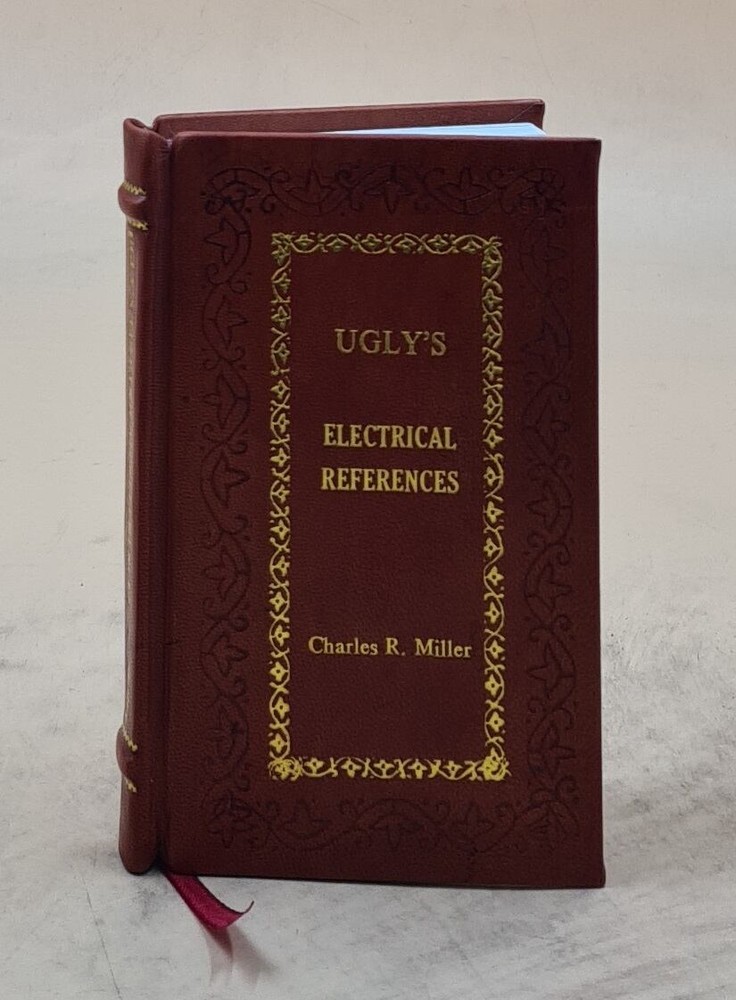 UGLY'S
ELECTRICAL
REFERENCES
Charles R. Miller